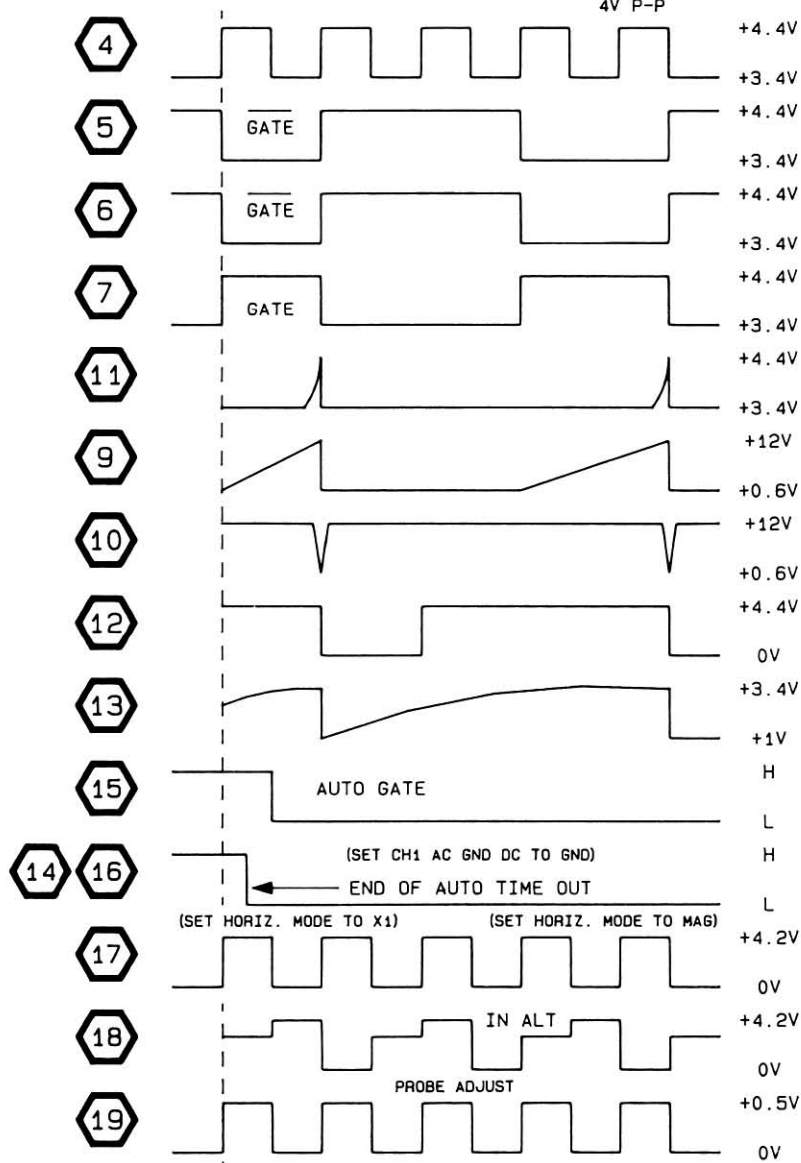 4V P-P
4 +4.4V
+3.4V
5 GATE +4.4V
+3.4V
6 GATE +4.4V
+3.4V
7 GATE +4.4V
+3.4V
11 +4.4V
+3.4V
9 +12V
+0.6V
10 +12V
+0.6V
12 +4.4V
0V
13 +3.4V
+1V
15 AUTO GATE H
L
14 16 (SET CH1 AC GND DC TO GND) H
END OF AUTO TIME OUT
L
(SET HORIZ. MODE TO X1) (SET HORIZ. MODE TO MAG)
17 +4.2V
0V
18 IN ALT +4.2V
0V
PROBE ADJUST
19 +0.5V
0V